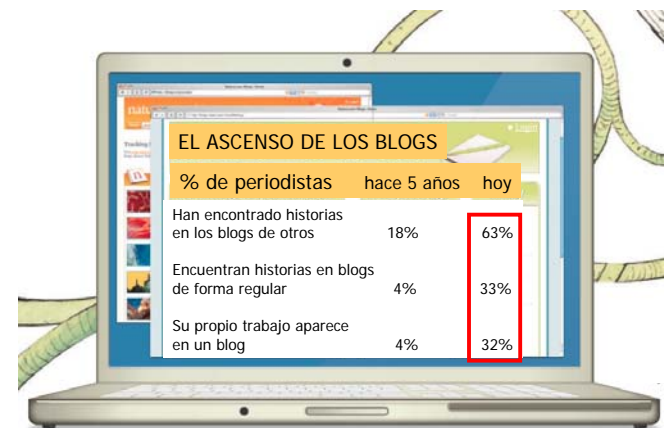 EL ASCENSO DE LOS BLOGS
% de periodistas hace 5 años hoy
Han encontrado historias
en los blogs de otros 18% 63%
Encuentran historias en blogs
de forma regular 4% 33%
Su propio trabajo aparece
en un blog 4% 32%